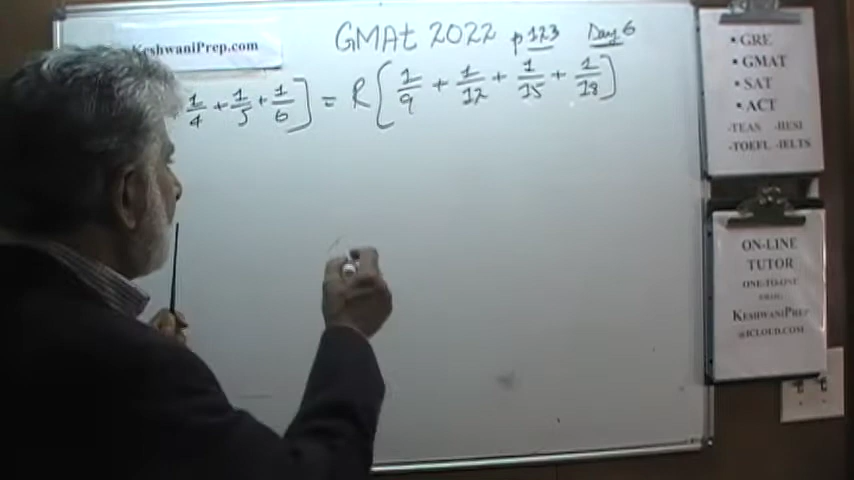 GMAt 2022 p123 Day 6
KeshwaniPrep.com
1/4 + 1/5 + 1/6 ] = R [ 1/9 + 1/12 + 1/15 + 1/18 ]
• GRE
• GMAT
• SAT
• ACT
-TEAS -HESI
-TOEFL -IELTS
ON-LINE
TUTOR
ONE-TO-ONE
KESHWANIPREP
@ICLOUD.COM